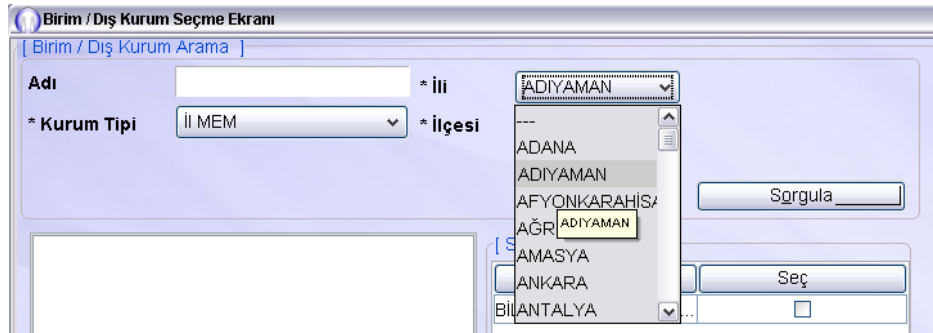 Birim / Dış Kurum Seçme Ekranı
[ Birim / Dış Kurum Arama ]
Adı
* İli
ADIYAMAN
* Kurum Tipi
İl MEM
* İlçesi
---
ADANA
ADIYAMAN
AFYONKARAHİSA
AĞR
ADIYAMAN
AMASYA
ANKARA
ANTALYA
Sorgula
[ S
Seç
BİL
...